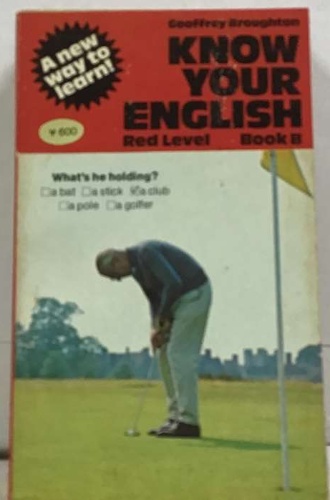 Geoffrey Broughton
A new
way to
learn!
KNOW
YOUR
ENGLISH
¥600
Red Level Book B
What's he holding?
☐a bat ☐a stick ☑a club
☐a pole ☐a golfer